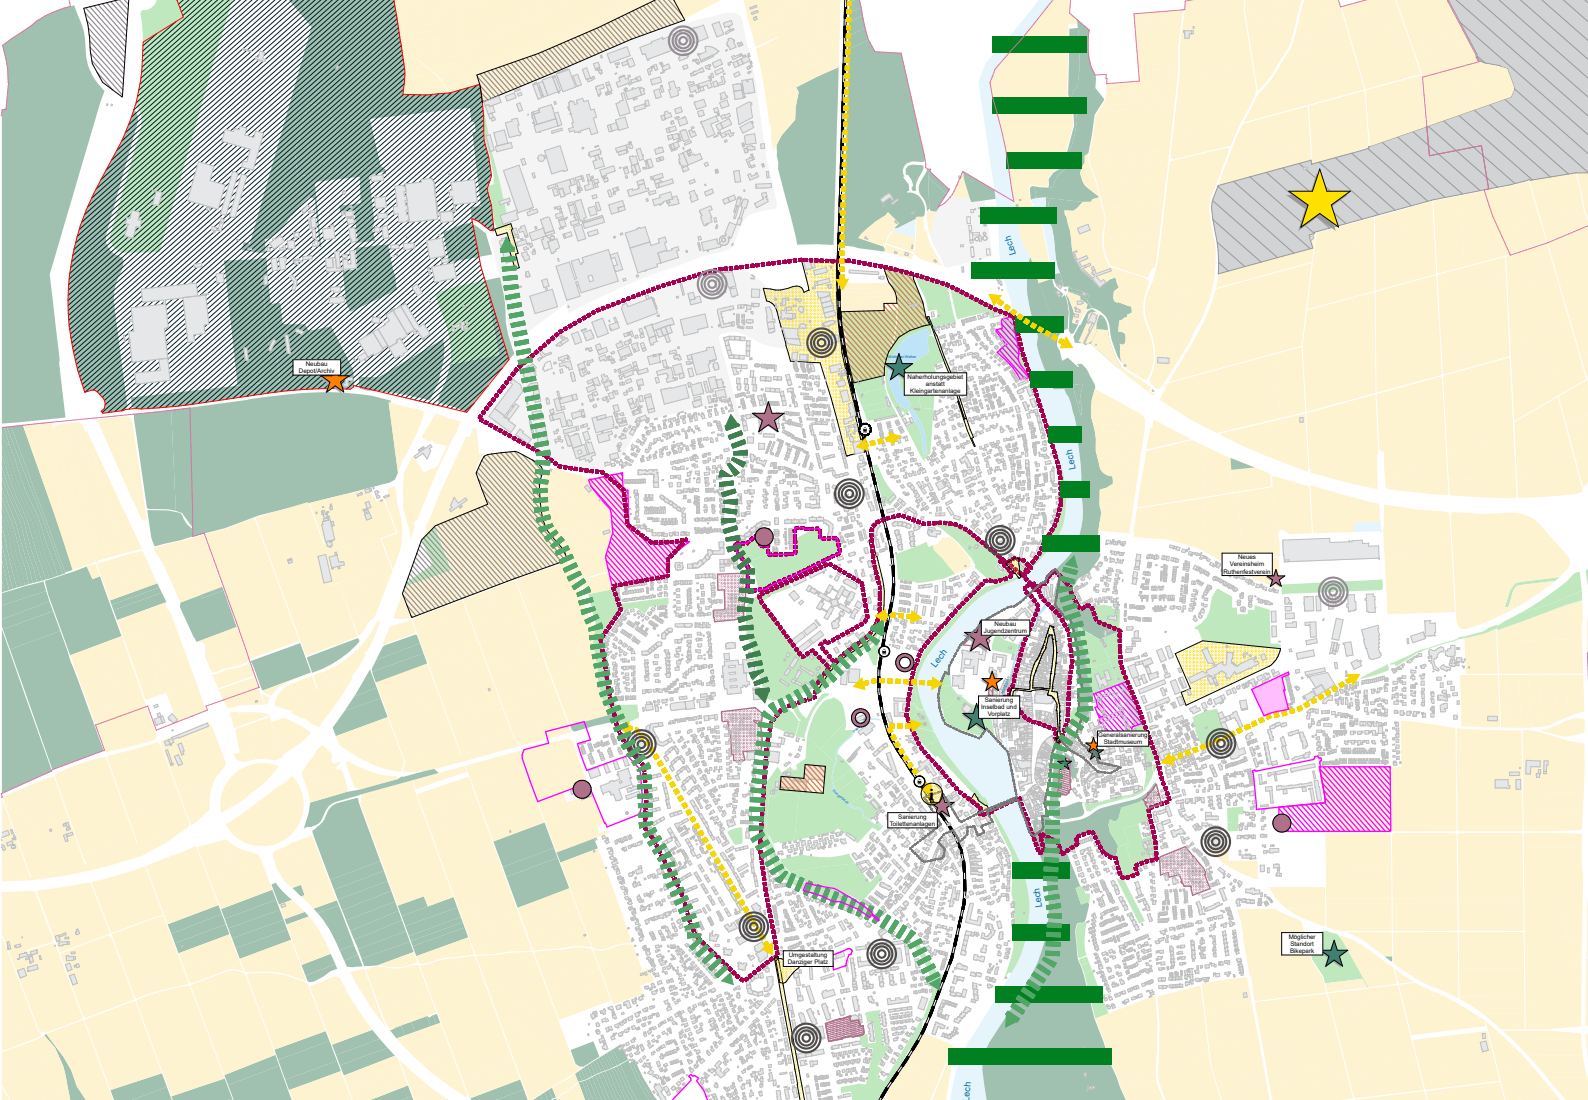 Lech
Neubau
Depot/Archiv
Naherholungsgebiet
anstatt
Kleingartenanlage
Lech
Neues
Vereinsheim
Ruthenfestverein
Neubau
Jugendzentrum
Lech
Sanierung
Inselbad und
Vorplatz
Generalsanierung
Stadtmuseum
Sanierung
Toilettenanlagen
Lech
Möglicher
Standort
Bikepark
Umgestaltung
Danziger Platz
Lech